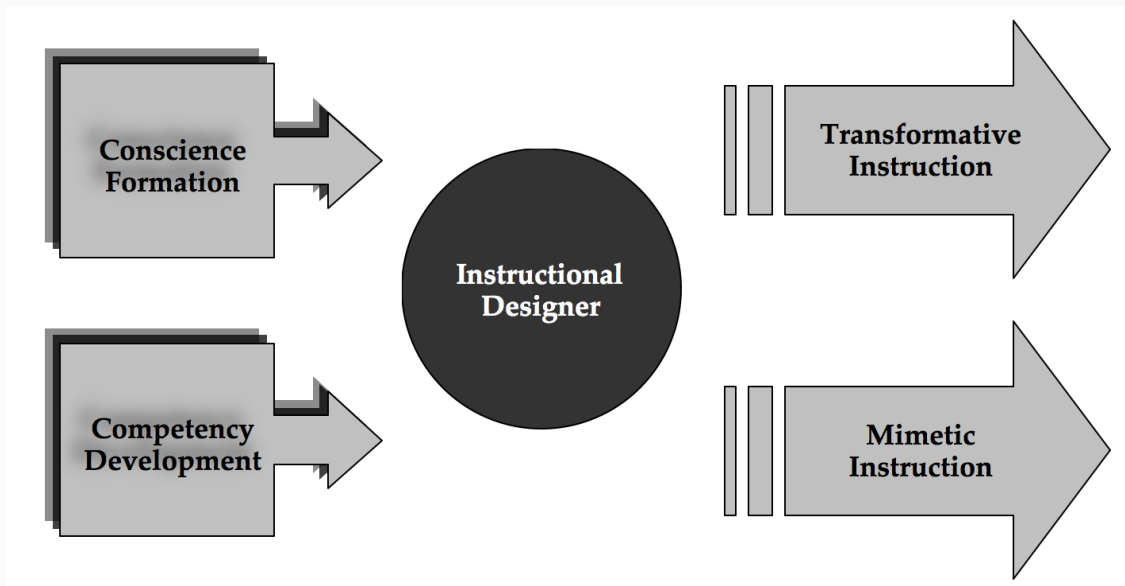 Conscience
Formation
Competency
Development
Instructional
Designer
Transformative
Instruction
Mimetic
Instruction